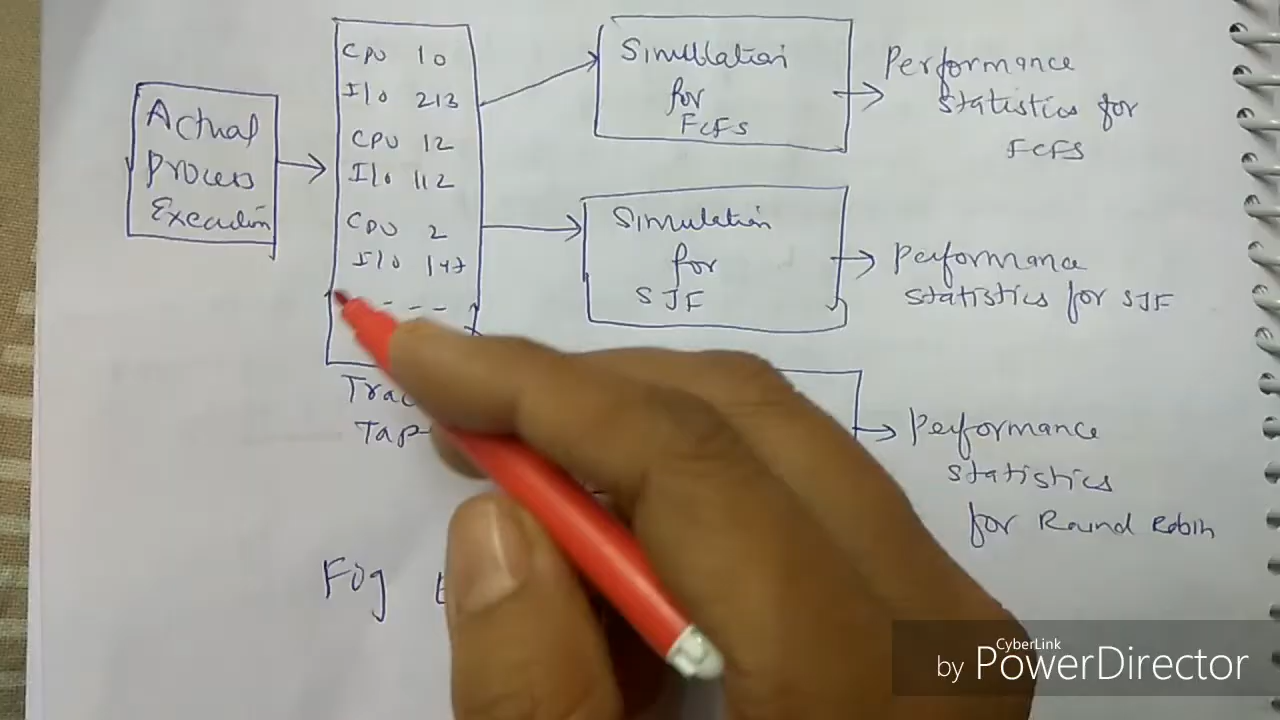 Actual
Process
Execution
CPU 10
I/o 213
CPU 12
I/o 112
CPU 2
I/o 147
- - -
Simulation
for
FCFS
Performance
statistics for
FCFS
Simulation
for
SJF
Performance
statistics for SJF
Performance
statistics
for Round Robin
Fog
CyberLink
by PowerDirector